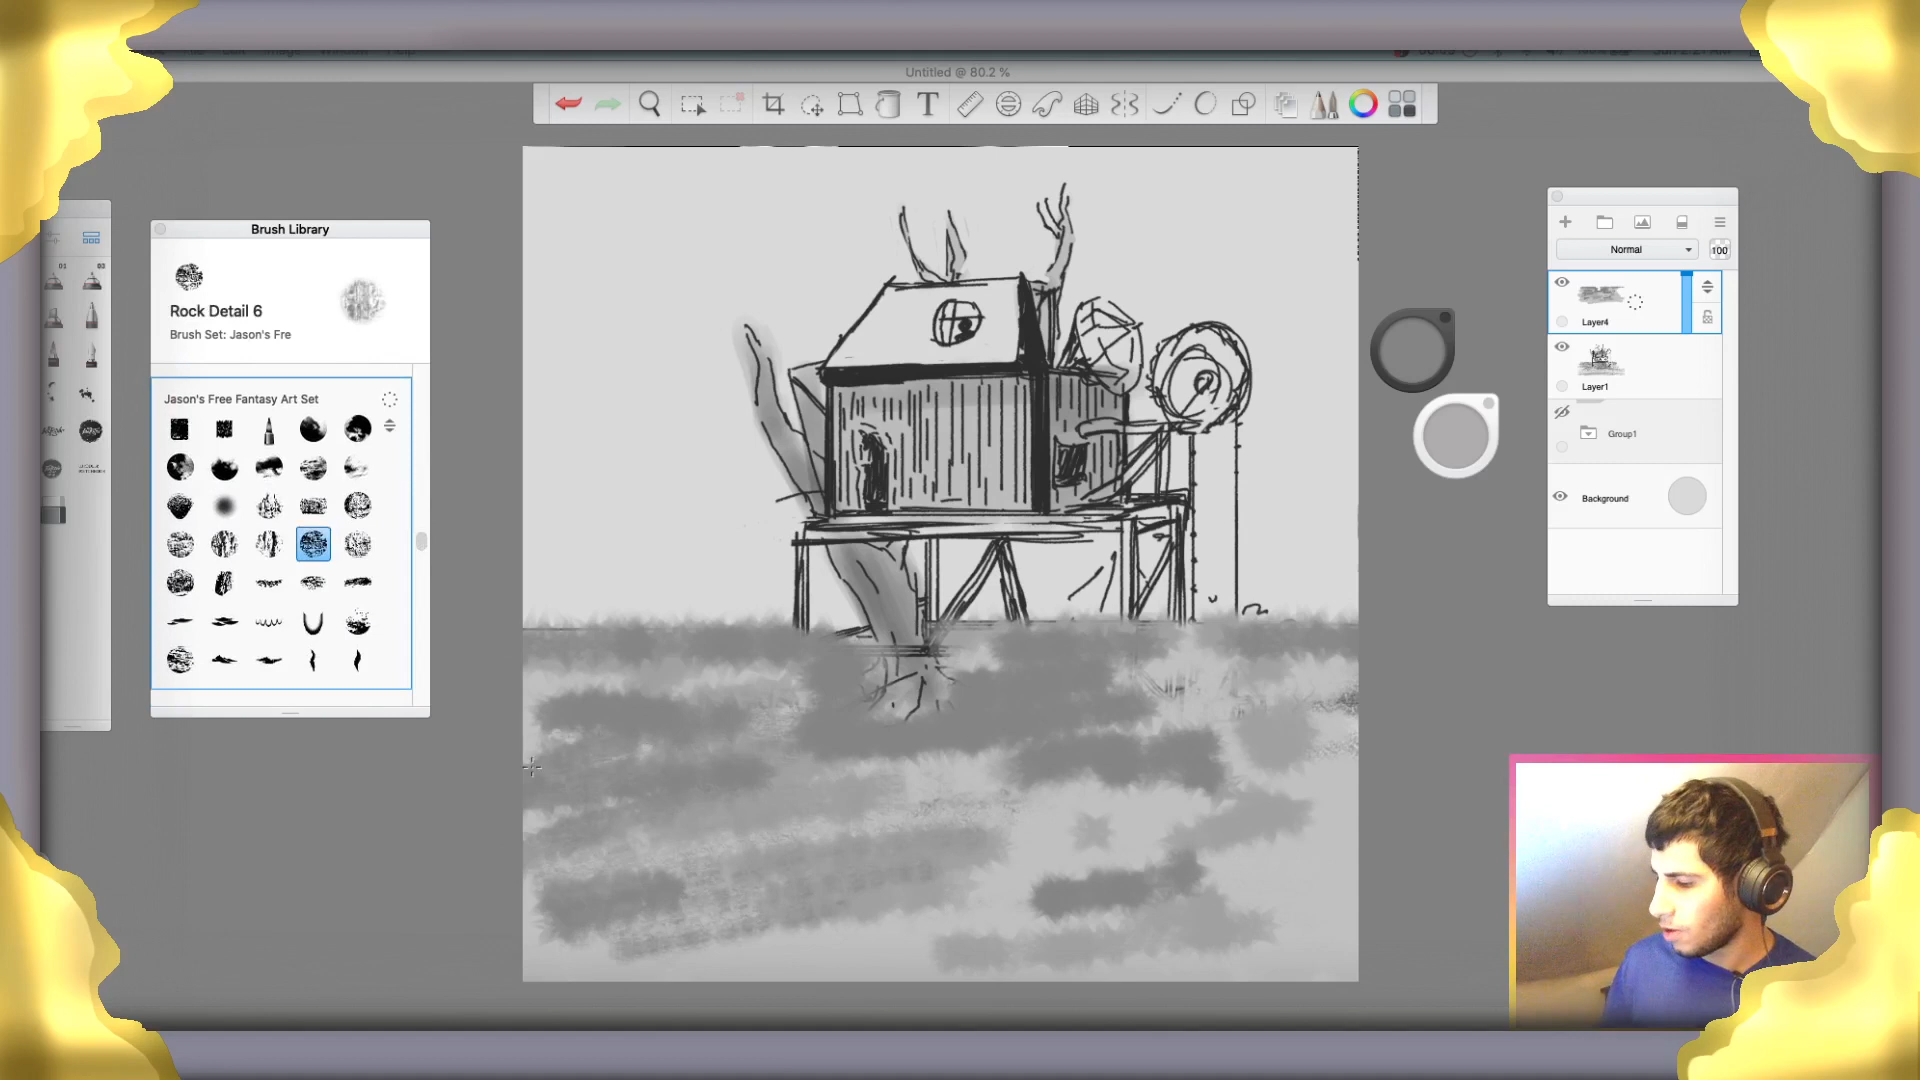 Untitled @ 80.2 %
T
Brush Library
Rock Detail 6
Brush Set: Jason's Fre
Jason's Free Fantasy Art Set
Normal
100
Layer4
Layer1
Group1
Background